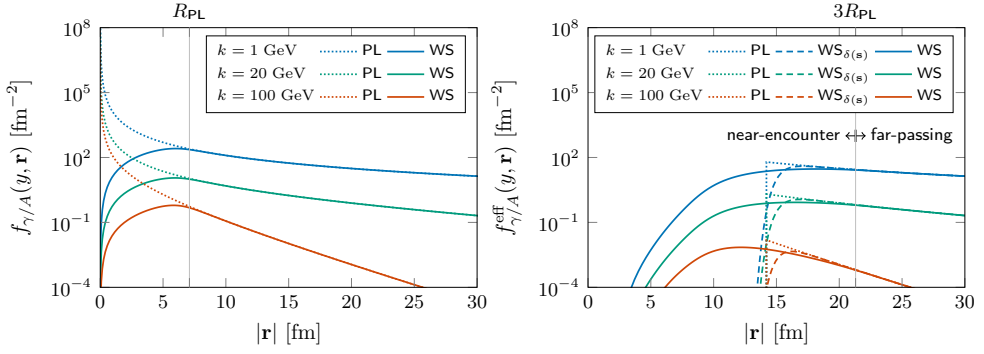 R_PL
10^8
10^5
10^2
10^−1
10^−4
0 5 10 15 20 25 30
|r| [fm]
f_{γ/A}(y, r) [fm^−2]
k = 1 GeV PL WS
k = 20 GeV PL WS
k = 100 GeV PL WS
3R_PL
10^8
10^5
10^2
10^−1
10^−4
0 5 10 15 20 25 30
|r| [fm]
f^eff_{γ/A}(y, r) [fm^−2]
k = 1 GeV PL WS_δ(s) WS
k = 20 GeV PL WS_δ(s) WS
k = 100 GeV PL WS_δ(s) WS
near-encounter ↔ far-passing